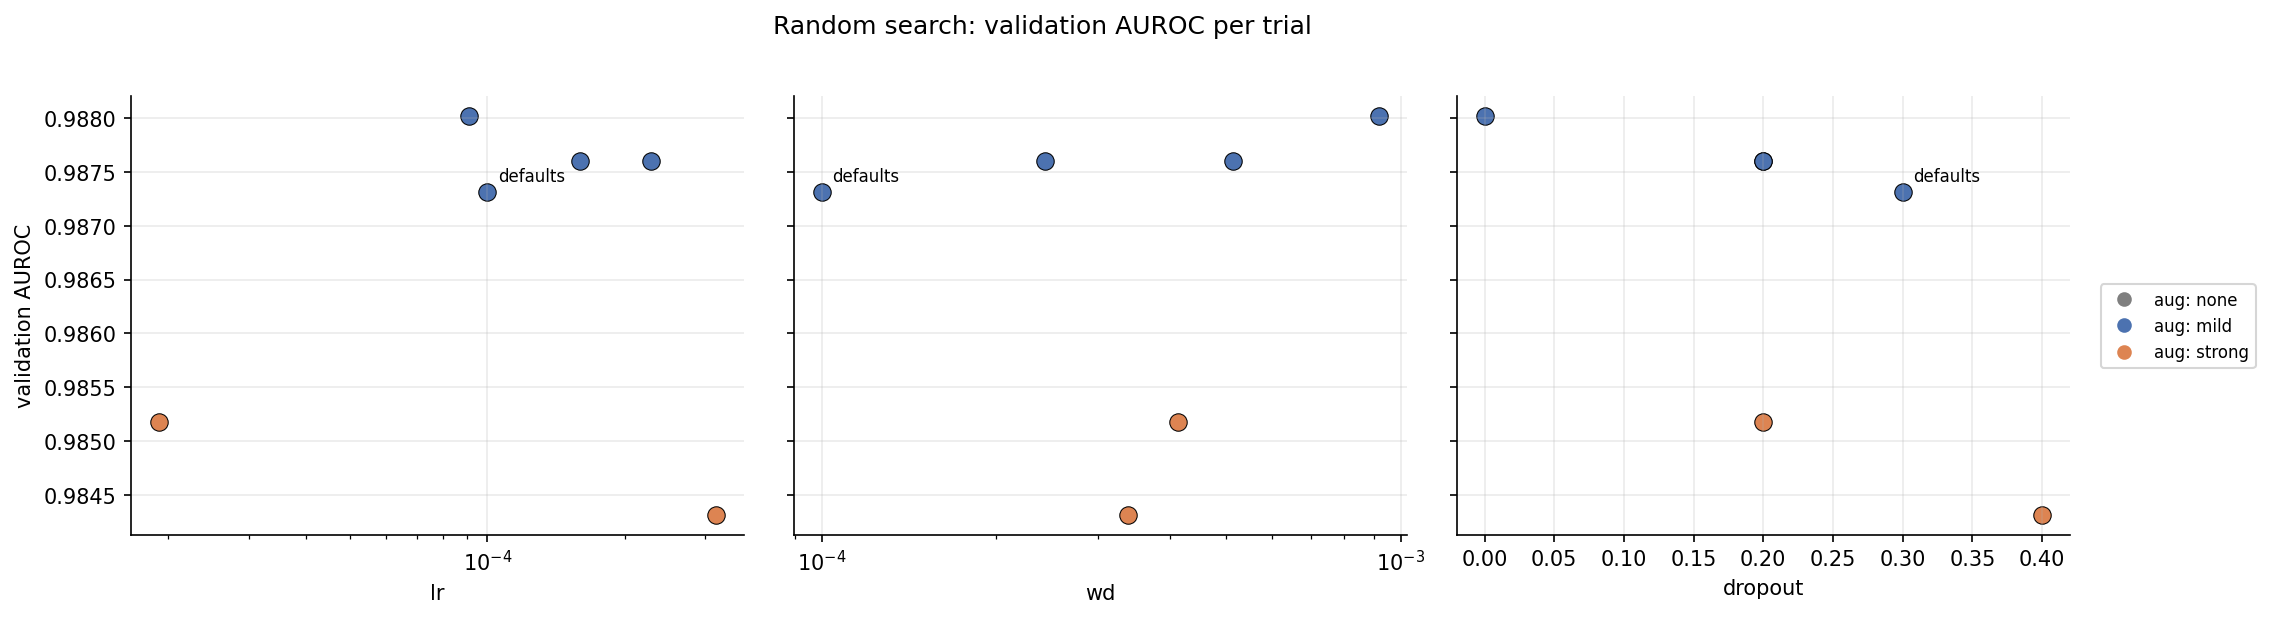 Random search: validation AUROC per trial
validation AUROC
0.9880
0.9875
0.9870
0.9865
0.9860
0.9855
0.9850
0.9845
defaults
10⁻⁴
lr
defaults
10⁻⁴
10⁻³
wd
defaults
0.00 0.05 0.10 0.15 0.20 0.25 0.30 0.35 0.40
dropout
aug: none
aug: mild
aug: strong